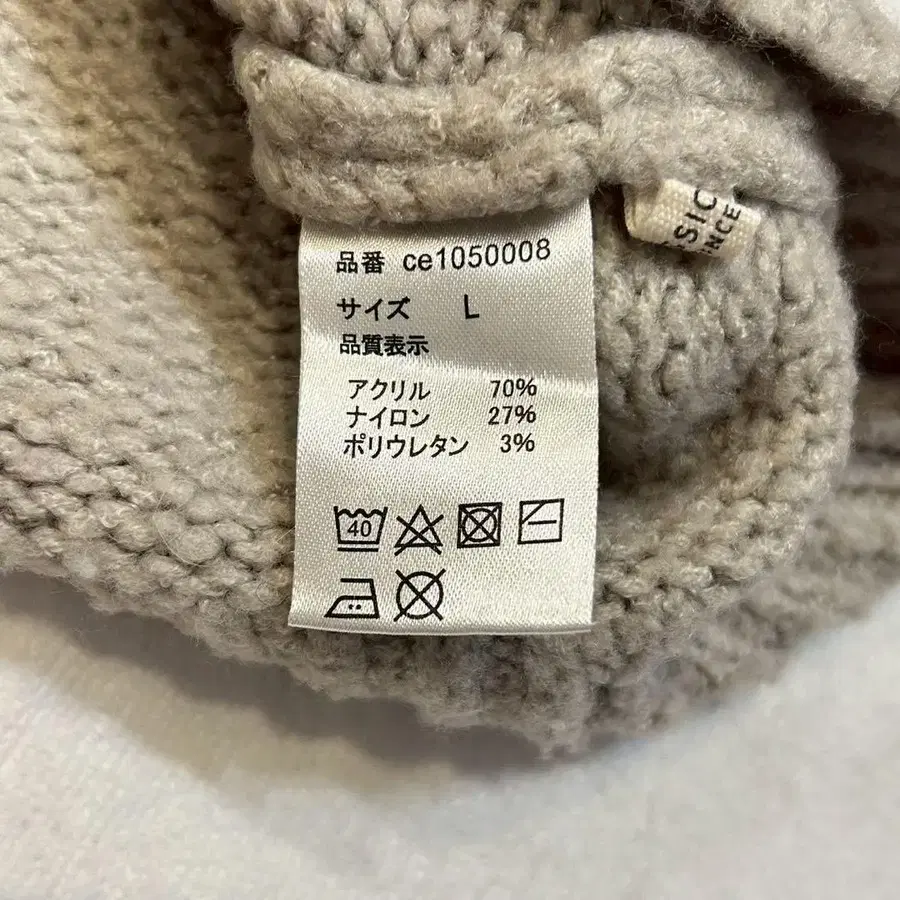 品番 ce1050008
サイズ L
品質表示
アクリル 70%
ナイロン 27%
ポリウレタン 3%
40